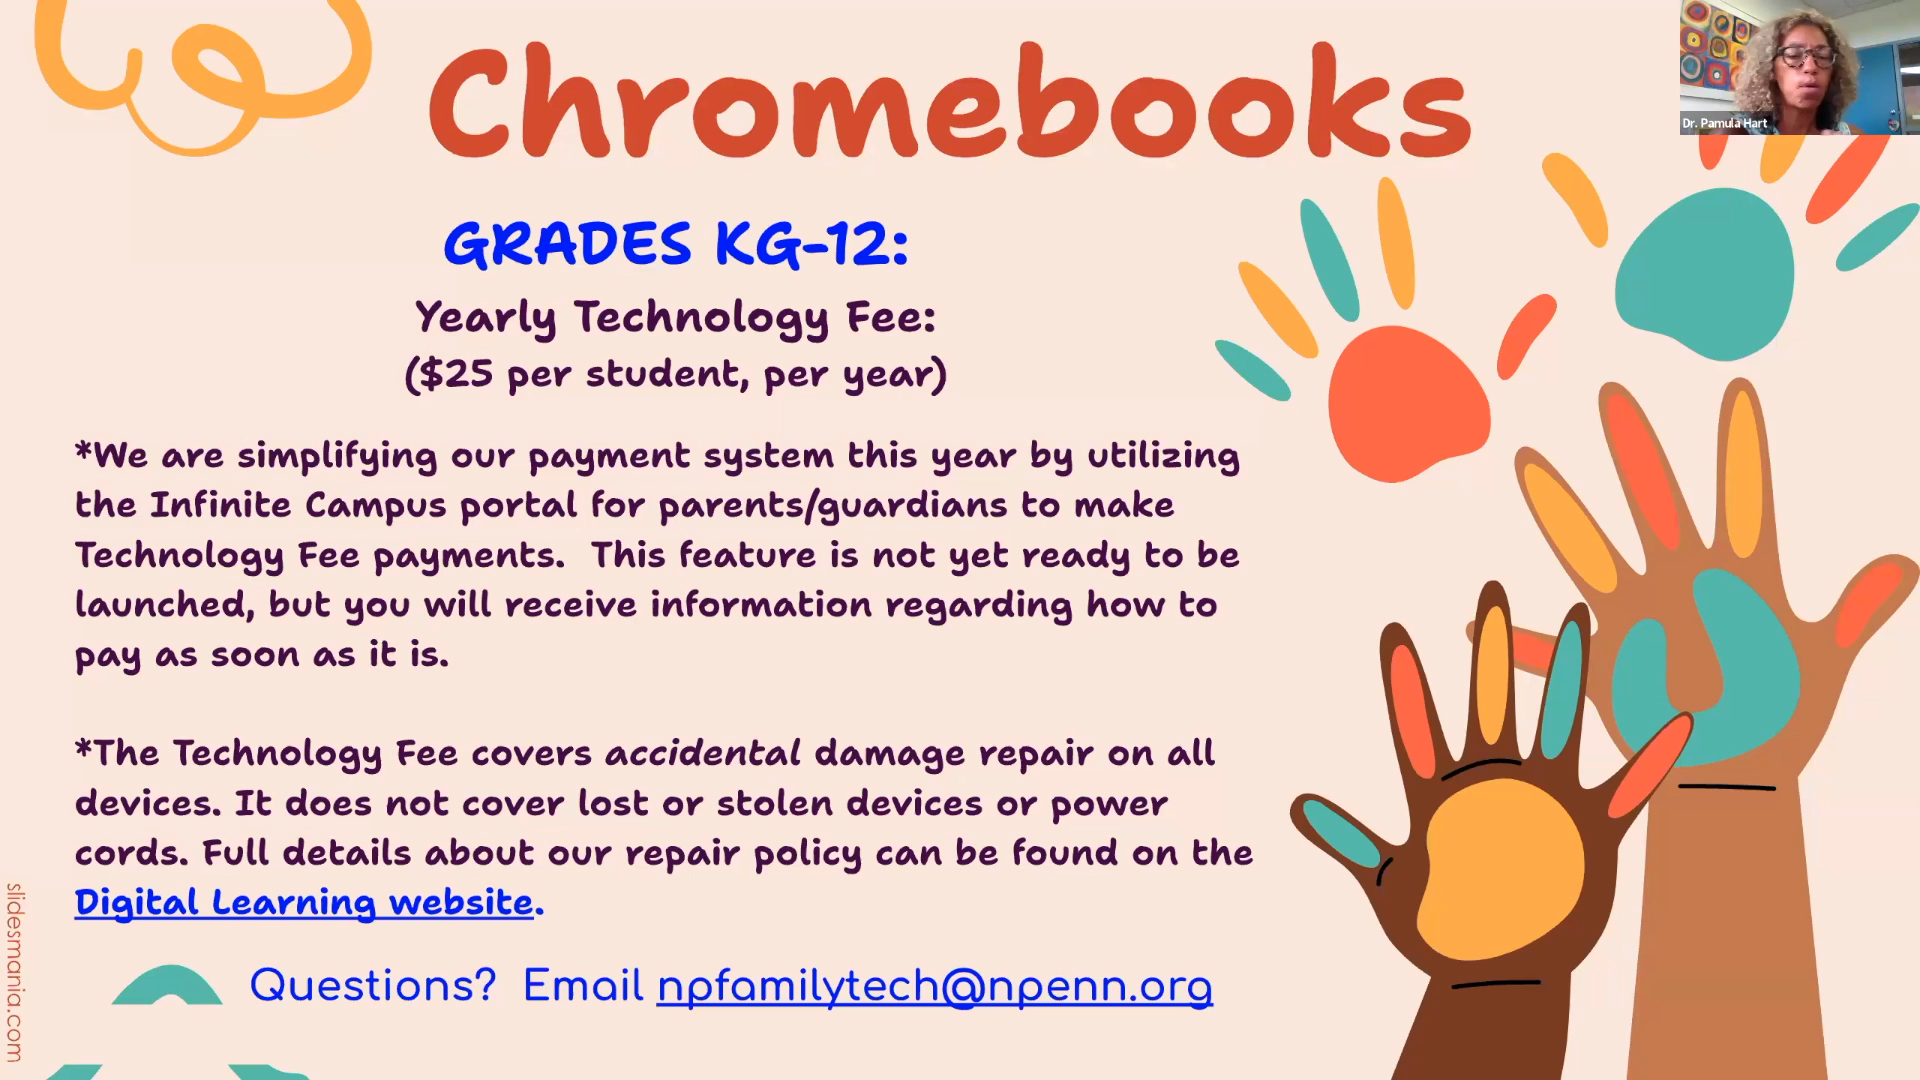 Chromebooks
Dr. Pamula Hart
GRADES KG-12:
Yearly Technology Fee:
($25 per student, per year)
*We are simplifying our payment system this year by utilizing
the Infinite Campus portal for parents/guardians to make
Technology Fee payments.  This feature is not yet ready to be
launched, but you will receive information regarding how to
pay as soon as it is.
*The Technology Fee covers accidental damage repair on all
devices. It does not cover lost or stolen devices or power
cords. Full details about our repair policy can be found on the
Digital Learning website.
Questions?  Email npfamilytech@npenn.org
slidesmania.com